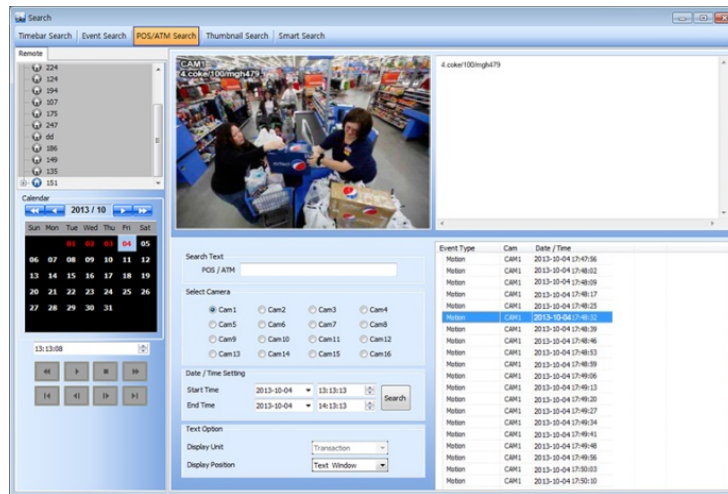 Search
Timebar Search Event Search POS/ATM Search Thumbnail Search Smart Search
Remote
224
124
194
107
175
247
dd
186
149
135
151
Calendar
2013 / 10
Sun Mon Tue Wed Thu Fri Sat
01 02 03 04 05
06 07 08 09 10 11 12
13 14 15 16 17 18 19
20 21 22 23 24 25 26
27 28 29 30 31
13:13:08
CAM1
4.coke/100/mgh479
pepsi
4.coke/100/mgh479
Search Text
POS / ATM
Select Camera
Cam1 Cam2 Cam3 Cam4
Cam5 Cam6 Cam7 Cam8
Cam9 Cam10 Cam11 Cam12
Cam13 Cam14 Cam15 Cam16
Date / Time Setting
Start Time 2013-10-04 13:13:13
End Time 2013-10-04 14:13:13
Search
Text Option
Display Unit Transaction
Display Position Text Window
Event Type Cam Date / Time
Motion CAM1 2013-10-04 17:47:56
Motion CAM1 2013-10-04 17:48:02
Motion CAM1 2013-10-04 17:48:09
Motion CAM1 2013-10-04 17:48:17
Motion CAM1 2013-10-04 17:48:25
Motion CAM1 2013-10-04 17:48:32
Motion CAM1 2013-10-04 17:48:39
Motion CAM1 2013-10-04 17:48:46
Motion CAM1 2013-10-04 17:48:53
Motion CAM1 2013-10-04 17:48:59
Motion CAM1 2013-10-04 17:49:06
Motion CAM1 2013-10-04 17:49:13
Motion CAM1 2013-10-04 17:49:20
Motion CAM1 2013-10-04 17:49:27
Motion CAM1 2013-10-04 17:49:34
Motion CAM1 2013-10-04 17:49:41
Motion CAM1 2013-10-04 17:49:48
Motion CAM1 2013-10-04 17:49:56
Motion CAM1 2013-10-04 17:50:03
Motion CAM1 2013-10-04 17:50:10